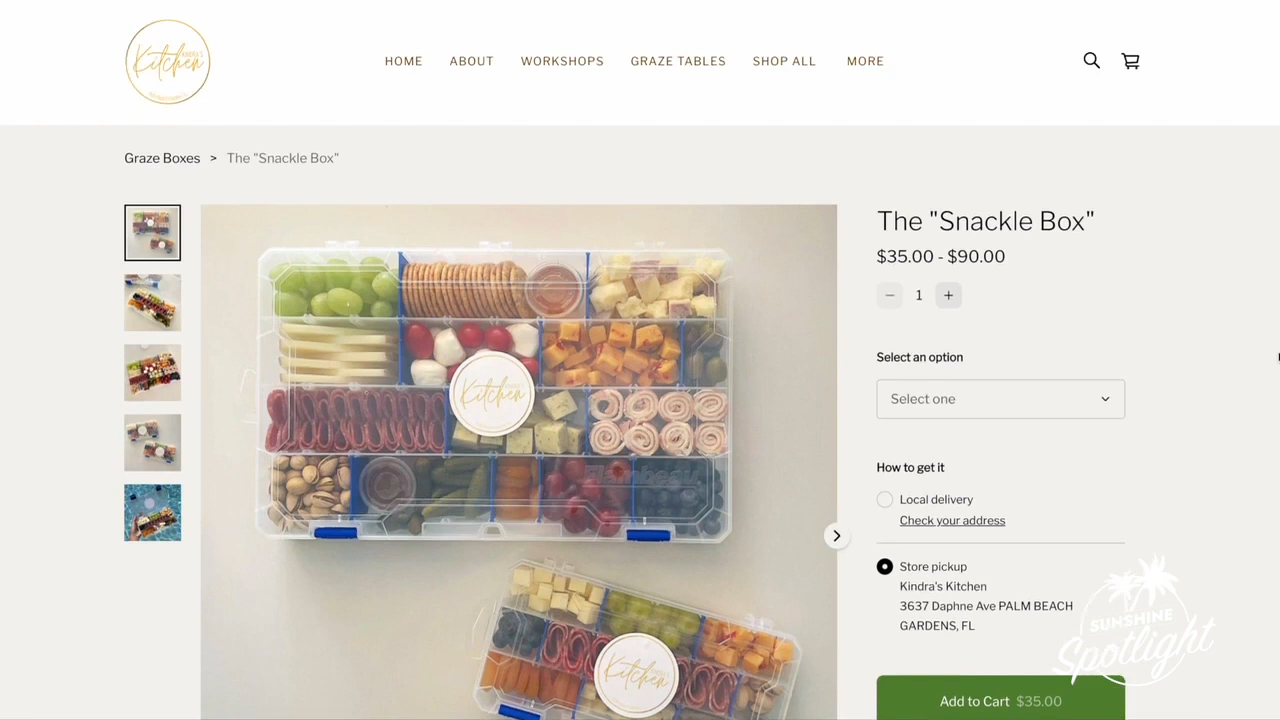 KINDRA'S
Kitchen
HOME
ABOUT
WORKSHOPS
GRAZE TABLES
SHOP ALL
MORE
Graze Boxes > The "Snackle Box"
The "Snackle Box"
$35.00 - $90.00
1
Select an option
Select one
How to get it
Local delivery
Check your address
Store pickup
Kindra's Kitchen
3637 Daphne Ave PALM BEACH
GARDENS, FL
Add to Cart $35.00
Kitchen
Flambeau
Kitchen
SUNSHINE
Spotlight